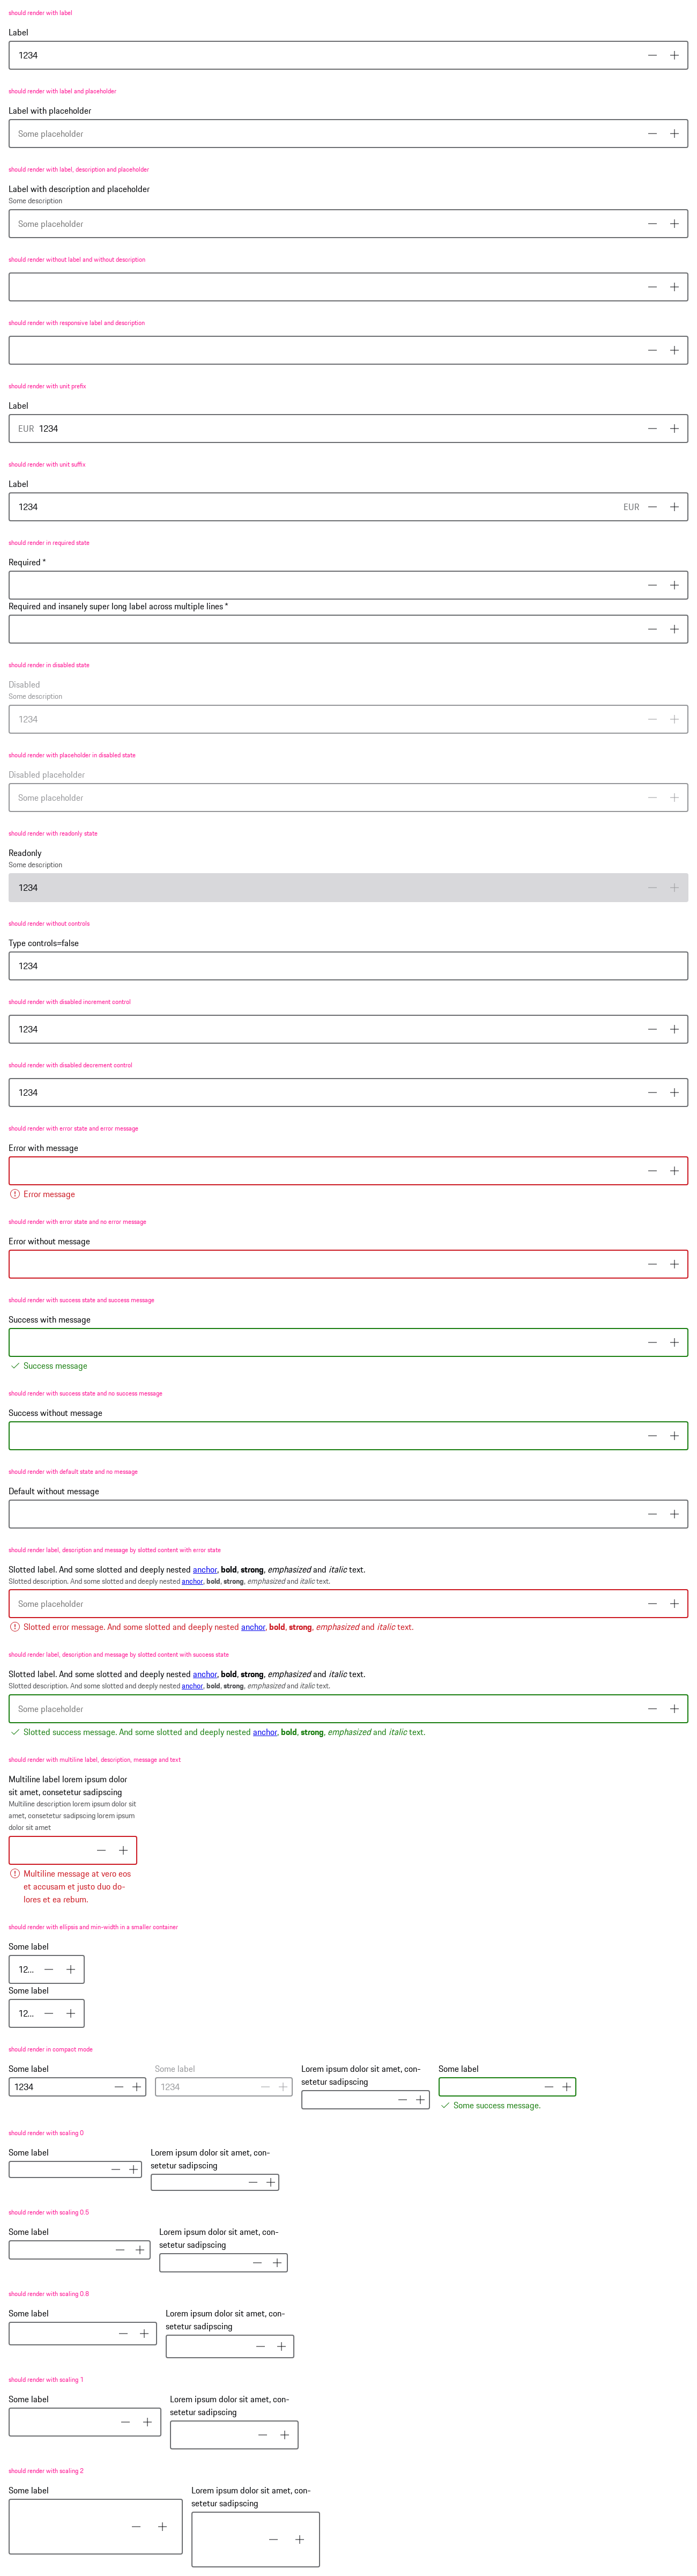 should render with label
Label
1234
should render with label and placeholder
Label with placeholder
Some placeholder
should render with label, description and placeholder
Label with description and placeholder
Some description
Some placeholder
should render without label and without description
should render with responsive label and description
should render with unit prefix
Label
EUR 1234
should render with unit suffix
Label
1234 EUR
should render in required state
Required *
Required and insanely super long label across multiple lines *
should render in disabled state
Disabled
Some description
1234
should render with placeholder in disabled state
Disabled placeholder
Some placeholder
should render with readonly state
Readonly
Some description
1234
should render without controls
Type controls=false
1234
should render with disabled increment control
1234
should render with disabled decrement control
1234
should render with error state and error message
Error with message
Error message
should render with error state and no error message
Error without message
should render with success state and success message
Success with message
Success message
should render with success state and no success message
Success without message
should render with default state and no message
Default without message
should render label, description and message by slotted content with error state
Slotted label. And some slotted and deeply nested anchor, bold, strong, emphasized and italic text.
Slotted description. And some slotted and deeply nested anchor, bold, strong, emphasized and italic text.
Some placeholder
Slotted error message. And some slotted and deeply nested anchor, bold, strong, emphasized and italic text.
should render label, description and message by slotted content with success state
Slotted label. And some slotted and deeply nested anchor, bold, strong, emphasized and italic text.
Slotted description. And some slotted and deeply nested anchor, bold, strong, emphasized and italic text.
Some placeholder
Slotted success message. And some slotted and deeply nested anchor, bold, strong, emphasized and italic text.
should render with multiline label, description, message and text
Multiline label lorem ipsum dolor
sit amet, consetetur sadipscing
Multiline description lorem ipsum dolor sit
amet, consetetur sadipscing lorem ipsum
dolor sit amet
Multiline message at vero eos
et accusam et justo duo do-
lores et ea rebum.
should render with ellipsis and min-width in a smaller container
Some label
12...
Some label
12...
should render in compact mode
Some label
1234
Some label
1234
Lorem ipsum dolor sit amet, con-
setetur sadipscing
Some label
Some success message.
should render with scaling 0
Some label
Lorem ipsum dolor sit amet, con-
setetur sadipscing
should render with scaling 0.5
Some label
Lorem ipsum dolor sit amet, con-
setetur sadipscing
should render with scaling 0.8
Some label
Lorem ipsum dolor sit amet, con-
setetur sadipscing
should render with scaling 1
Some label
Lorem ipsum dolor sit amet, con-
setetur sadipscing
should render with scaling 2
Some label
Lorem ipsum dolor sit amet, con-
setetur sadipscing